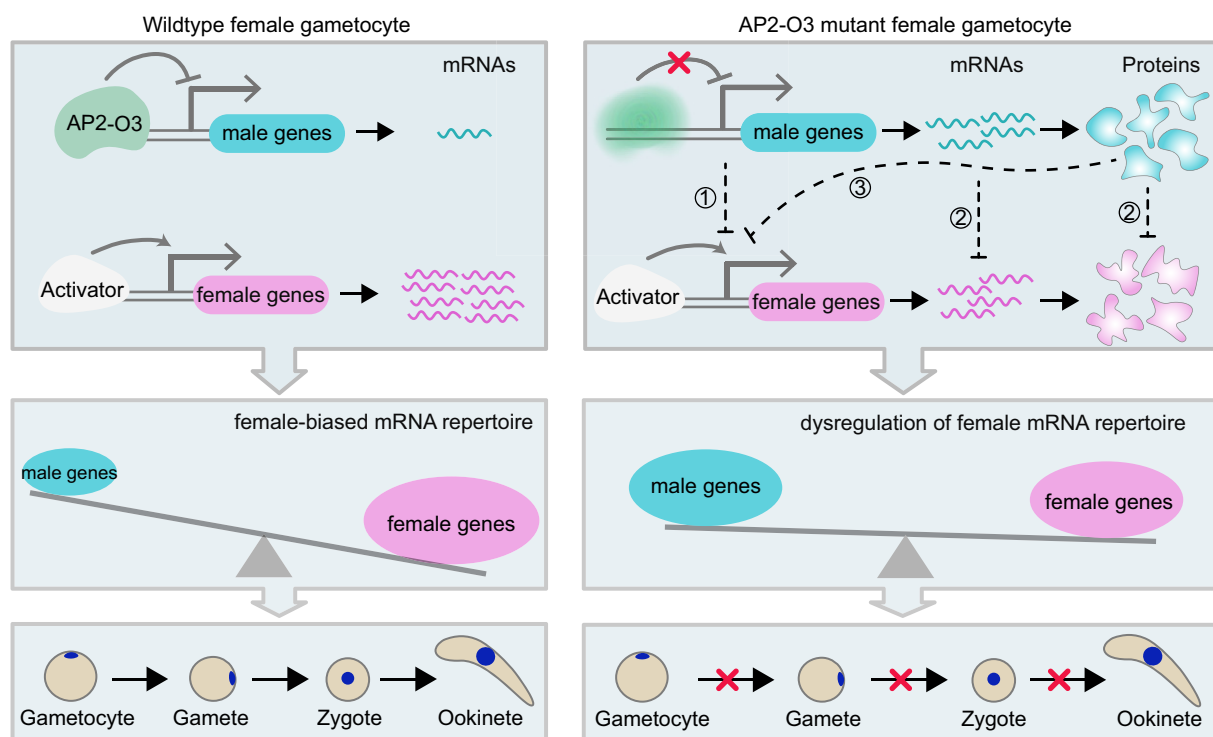 Wildtype female gametocyte
mRNAs
AP2-O3
male genes
Activator
female genes
female-biased mRNA repertoire
male genes
female genes
Gametocyte
Gamete
Zygote
Ookinete
AP2-O3 mutant female gametocyte
mRNAs
Proteins
male genes
①
③
②
②
Activator
female genes
dysregulation of female mRNA repertoire
male genes
female genes
Gametocyte
Gamete
Zygote
Ookinete